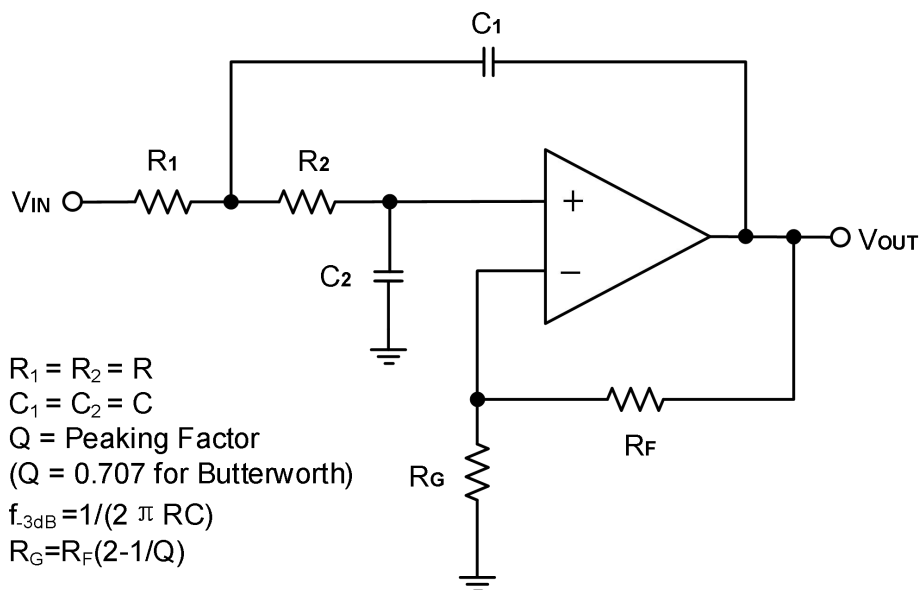 C1
R1
R2
VIN
+
VOUT
−
C2
R1 = R2 = R
C1 = C2 = C
Q = Peaking Factor
(Q = 0.707 for Butterworth)
f-3dB =1/(2 π RC)
RG=RF(2-1/Q)
RF
RG